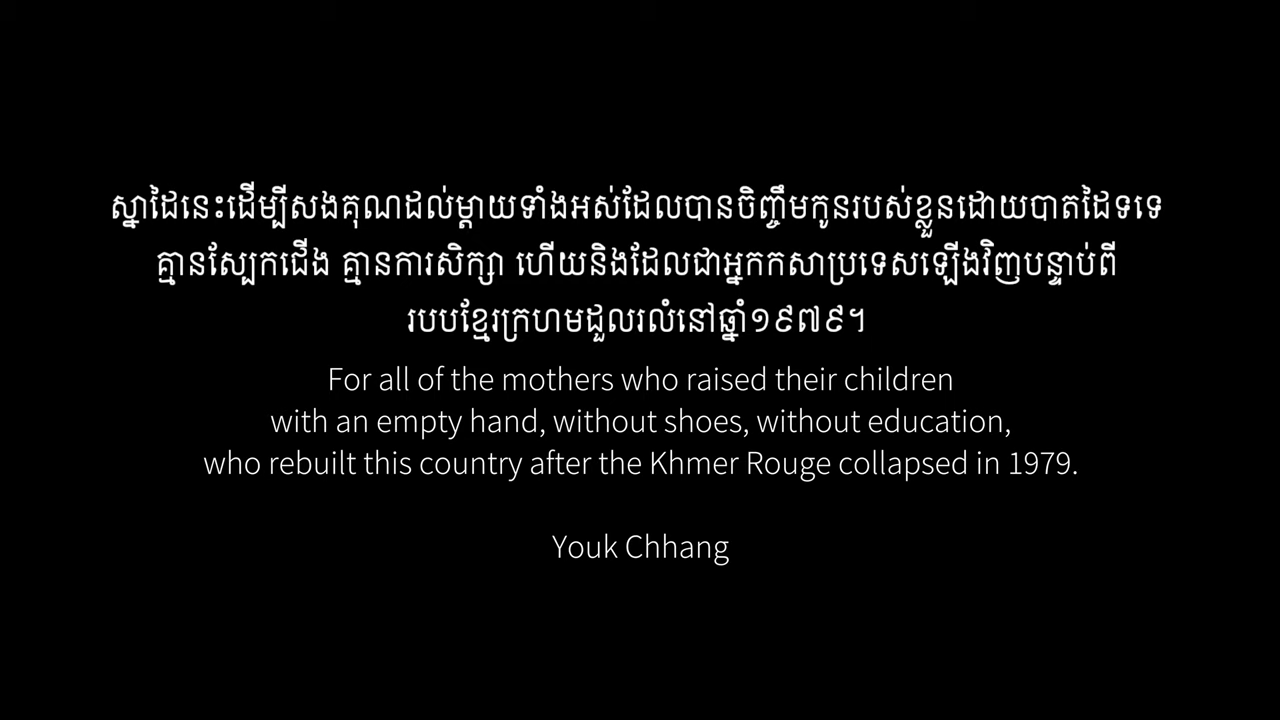 ស្នាដៃនេះដើម្បីសងគុណដល់ម្ដាយទាំងអស់ដែលបានចិញ្ចឹមកូនរបស់ខ្លួនដោយបាតដៃទទេ
គ្មានស្បែកជើង គ្មានការសិក្សា ហើយនិងដែលជាអ្នកកសាប្រទេសឡើងវិញបន្ទាប់ពី
របបខ្មែរក្រហមដួលរលំនៅឆ្នាំ១៩៧៩។
For all of the mothers who raised their children
with an empty hand, without shoes, without education,
who rebuilt this country after the Khmer Rouge collapsed in 1979.
Youk Chhang